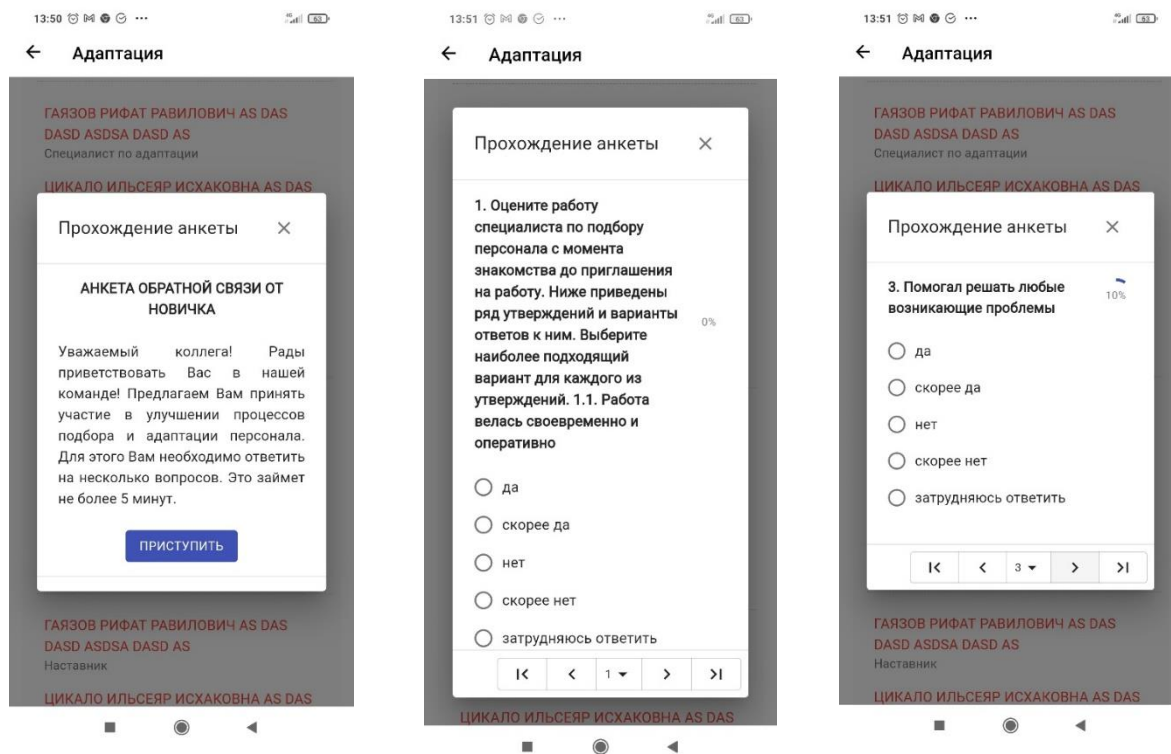 13:50
63
Адаптация
ГАЯЗОВ РИФАТ РАВИЛОВИЧ AS DAS
DASD ASDSA DASD AS
Специалист по адаптации
ЦИКАЛО ИЛЬСЕЯР ИСХАКОВНА AS DAS
Прохождение анкеты
АНКЕТА ОБРАТНОЙ СВЯЗИ ОТ
НОВИЧКА
Уважаемый коллега! Рады
приветствовать Вас в нашей
команде! Предлагаем Вам принять
участие в улучшении процессов
подбора и адаптации персонала.
Для этого Вам необходимо ответить
на несколько вопросов. Это займет
не более 5 минут.
ПРИСТУПИТЬ
ГАЯЗОВ РИФАТ РАВИЛОВИЧ AS DAS
DASD ASDSA DASD AS
Наставник
ЦИКАЛО ИЛЬСЕЯР ИСХАКОВНА AS DAS
13:51
63
Адаптация
Прохождение анкеты
1. Оцените работу
специалиста по подбору
персонала с момента
знакомства до приглашения
на работу. Ниже приведены
ряд утверждений и варианты
ответов к ним. Выберите
наиболее подходящий
вариант для каждого из
утверждений. 1.1. Работа
велась своевременно и
оперативно
0%
да
скорее да
нет
скорее нет
затрудняюсь ответить
1
ЦИКАЛО ИЛЬСЕЯР ИСХАКОВНА AS DAS
13:51
63
Адаптация
ГАЯЗОВ РИФАТ РАВИЛОВИЧ AS DAS
DASD ASDSA DASD AS
Специалист по адаптации
ЦИКАЛО ИЛЬСЕЯР ИСХАКОВНА AS DAS
Прохождение анкеты
3. Помогал решать любые
возникающие проблемы
10%
да
скорее да
нет
скорее нет
затрудняюсь ответить
3
ГАЯЗОВ РИФАТ РАВИЛОВИЧ AS DAS
DASD ASDSA DASD AS
Наставник
ЦИКАЛО ИЛЬСЕЯР ИСХАКОВНА AS DAS